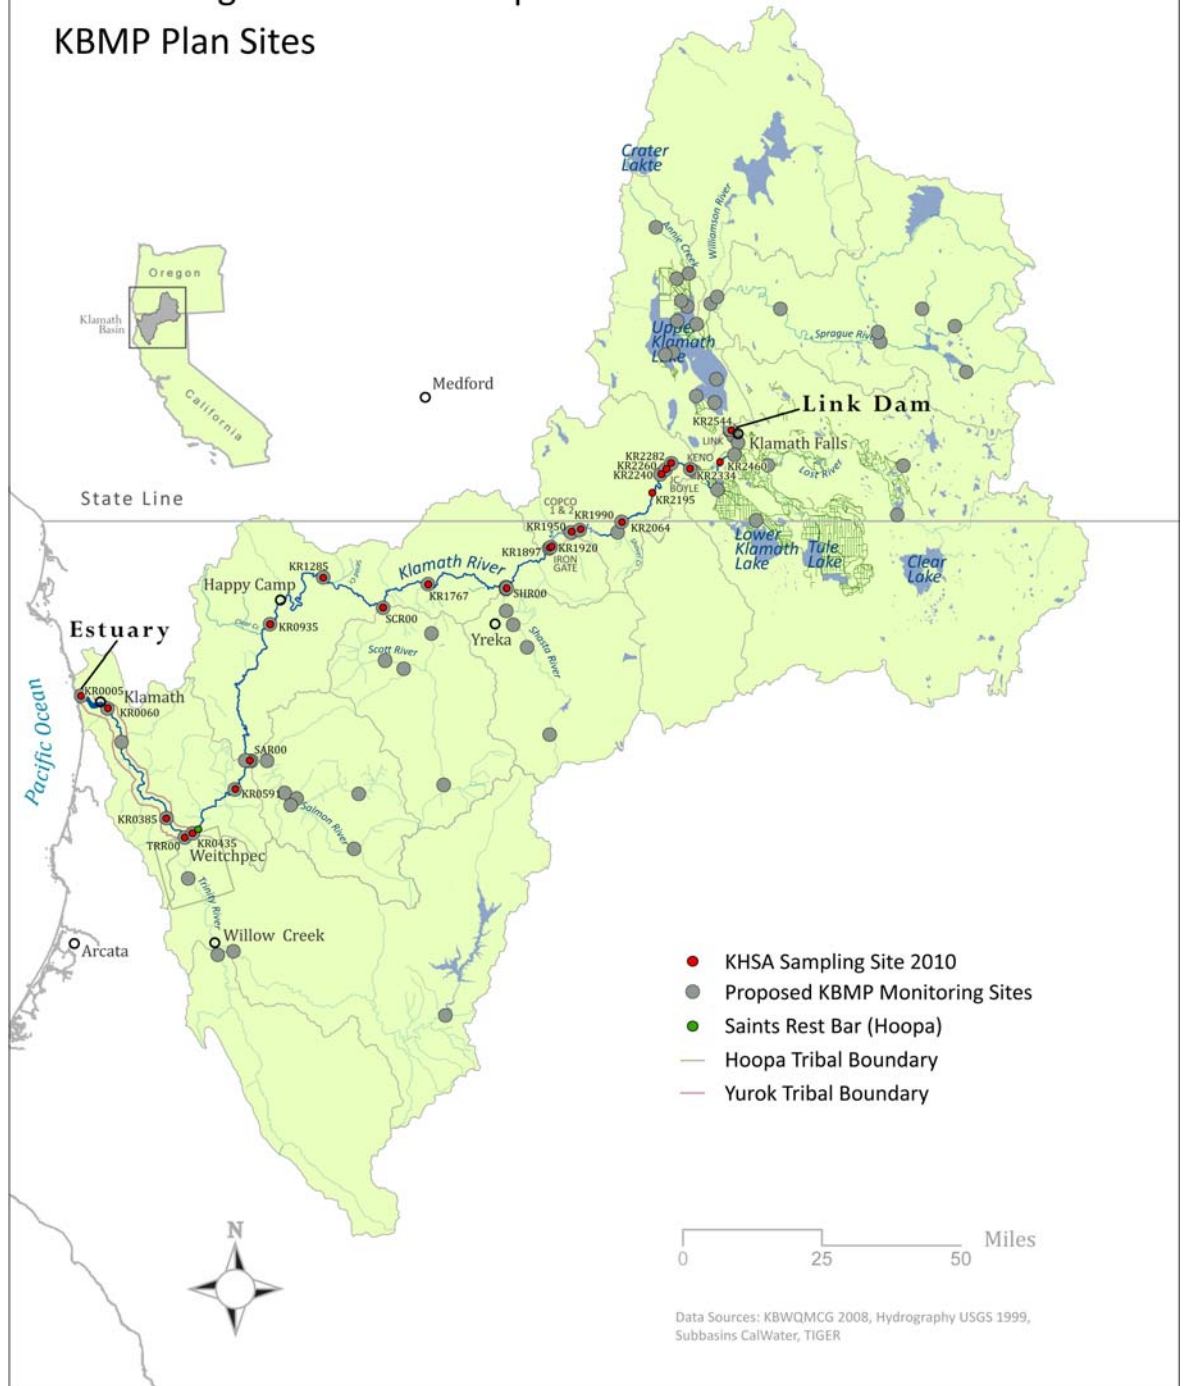 KBMP Plan Sites
Crater
Lakte
Annie Creek
Williamson River
Oregon
Klamath
Basin
California
Upper
Klamath
Lake
Sprague River
Medford
Link Dam
KR2544
LINK
Klamath Falls
KR2282
KR2260
KR2240
KENO
KR2460
KR2334
JC
BOYLE
Lost River
KR2195
State Line
COPCO
1 & 2
KR1990
KR1950
KR2064
KR1897
KR1920
IRON
GATE
Lower
Klamath
Lake
Tule
Lake
Clear
Lake
Klamath River
KR1285
Happy Camp
KR1767
SHR00
SCR00
KR0935
Yreka
Shasta River
Scott River
Estuary
KR0005
Klamath
KR0060
Pacific Ocean
SAR00
KR0591
Salmon River
KR0385
TRR00
KR0435
Weitchpec
Trinity River
Willow Creek
Arcata
KHSA Sampling Site 2010
Proposed KBMP Monitoring Sites
Saints Rest Bar (Hoopa)
Hoopa Tribal Boundary
Yurok Tribal Boundary
N
Miles
0
25
50
Data Sources: KBWQMCG 2008, Hydrography USGS 1999,
Subbasins CalWater, TIGER